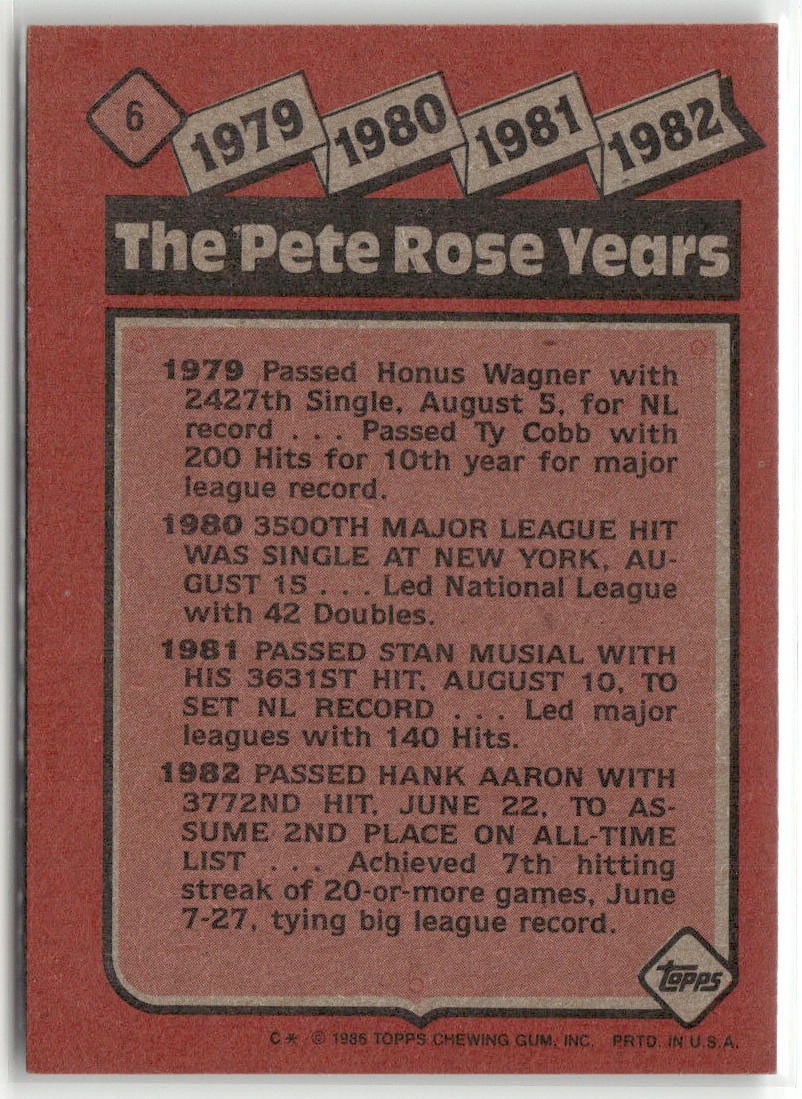 6
1979 1980 1981 1982
The Pete Rose Years
1979 Passed Honus Wagner with
2427th Single, August 5, for NL
record . . . Passed Ty Cobb with
200 Hits for 10th year for major
league record.
1980 3500TH MAJOR LEAGUE HIT
WAS SINGLE AT NEW YORK, AU-
GUST 15 . . . Led National League
with 42 Doubles.
1981 PASSED STAN MUSIAL WITH
HIS 3631ST HIT, AUGUST 10, TO
SET NL RECORD . . . Led major
leagues with 140 Hits.
1982 PASSED HANK AARON WITH
3772ND HIT, JUNE 22, TO AS-
SUME 2ND PLACE ON ALL-TIME
LIST . . . Achieved 7th hitting
streak of 20-or-more games, June
7-27, tying big league record.
topps
C* © 1986 TOPPS CHEWING GUM, INC. PRTD. IN U.S.A.